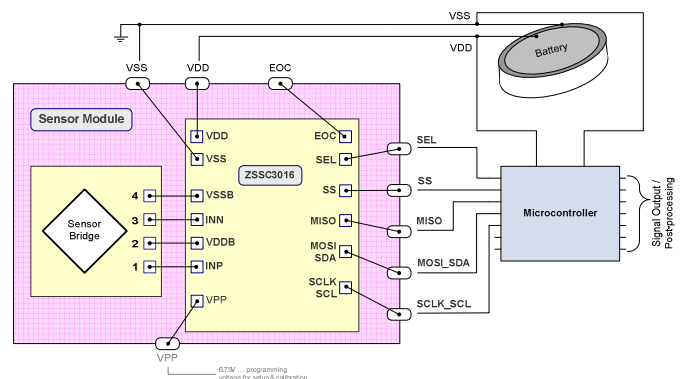 VSS
VDD
Battery
VSS
VDD
EOC
Sensor Module
VDD
VSS
ZSSC3016
EOC
SEL
SS
MISO
MOSI
SDA
SCLK
SCL
VSSB
INN
VDDB
INP
VPP
4
3
2
1
Sensor
Bridge
SEL
SS
MISO
MOSI_SDA
SCLK_SCL
Microcontroller
Signal Output /
Post-processing
VPP
6.75V ... programming
voltage for setup & calibration